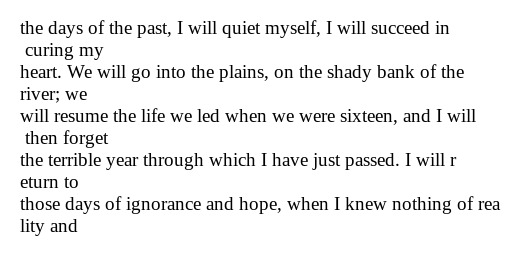 the days of the past, I will quiet myself, I will succeed in
curing my
heart. We will go into the plains, on the shady bank of the
river; we
will resume the life we led when we were sixteen, and I will
then forget
the terrible year through which I have just passed. I will r
eturn to
those days of ignorance and hope, when I knew nothing of rea
lity and